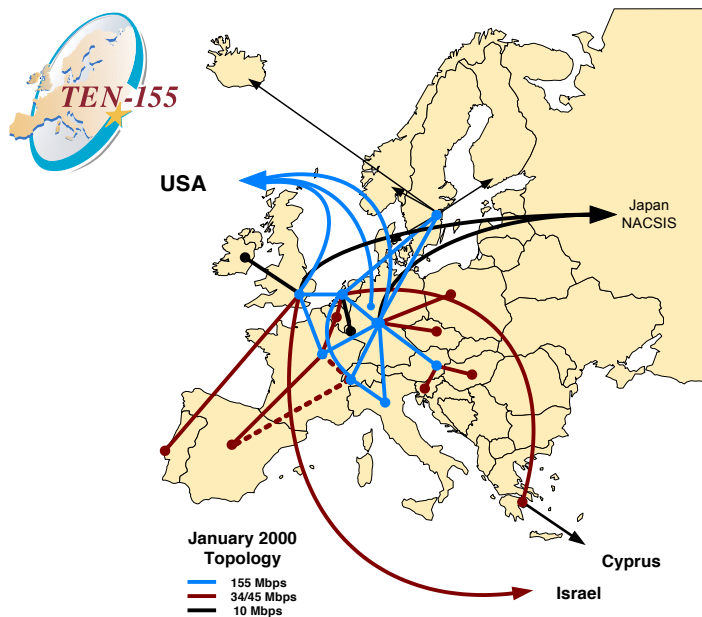 TEN-155
USA
Japan
NACSIS
January 2000
Topology
155 Mbps
34/45 Mbps
10 Mbps
Cyprus
Israel